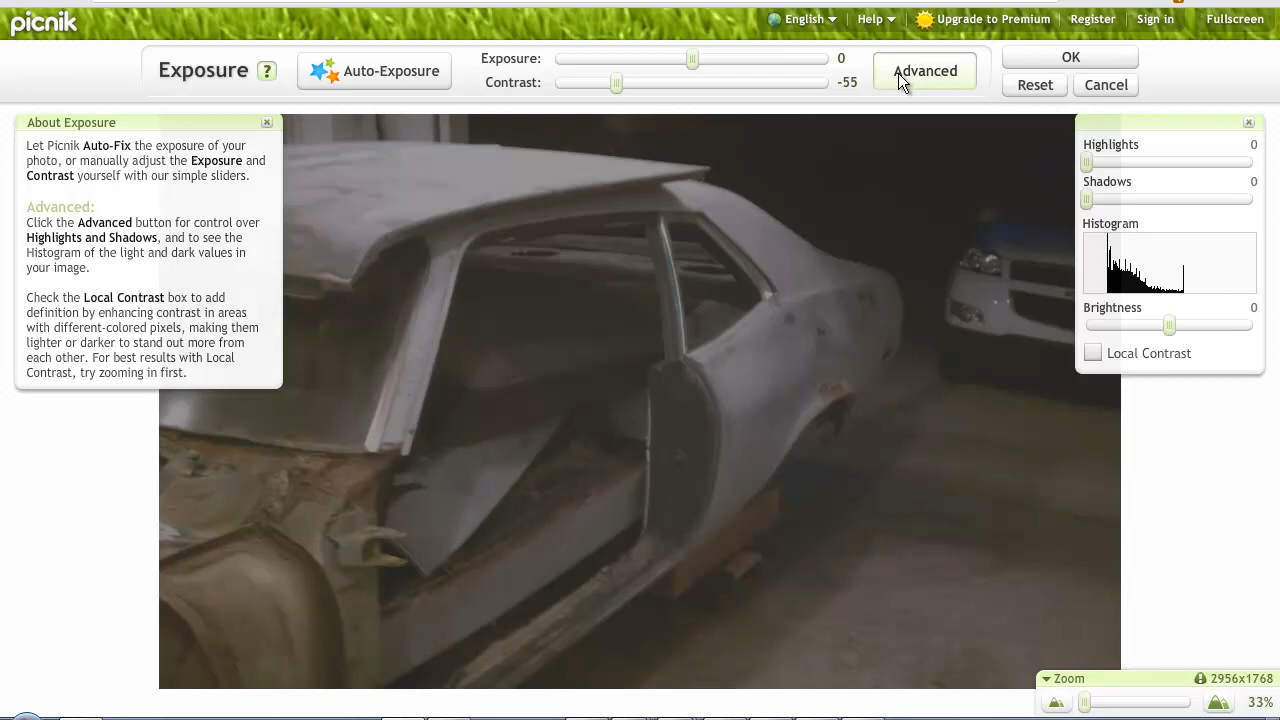 picnik
English
Help
Upgrade to Premium
Register
Sign in
Fullscreen
Exposure
?
Auto-Exposure
Exposure: 0
Contrast: -55
Advanced
OK
Reset
Cancel
About Exposure
Let Picnik Auto-Fix the exposure of your
photo, or manually adjust the Exposure and
Contrast yourself with our simple sliders.
Advanced:
Click the Advanced button for control over
Highlights and Shadows, and to see the
Histogram of the light and dark values in
your image.
Check the Local Contrast box to add
definition by enhancing contrast in areas
with different-colored pixels, making them
lighter or darker to stand out more from
each other. For best results with Local
Contrast, try zooming in first.
Highlights 0
Shadows 0
Histogram
Brightness 0
Local Contrast
Zoom 2956x1768
33%